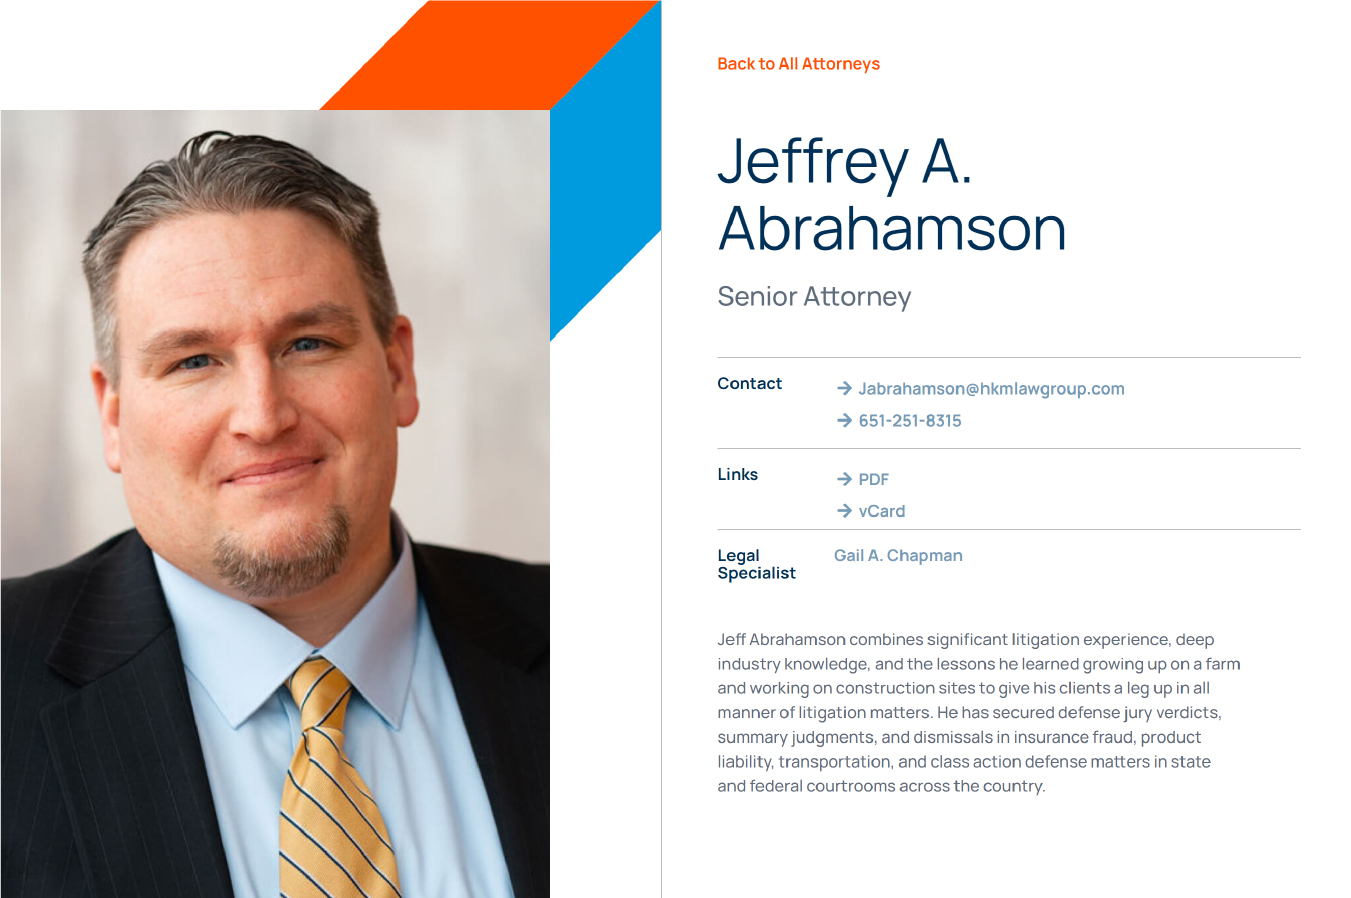 Back to All Attorneys
Jeffrey A.
Abrahamson
Senior Attorney
Contact
→ Jabrahamson@hkmlawgroup.com
→ 651-251-8315
Links
→ PDF
→ vCard
Legal
Specialist
Gail A. Chapman
Jeff Abrahamson combines significant litigation experience, deep
industry knowledge, and the lessons he learned growing up on a farm
and working on construction sites to give his clients a leg up in all
manner of litigation matters. He has secured defense jury verdicts,
summary judgments, and dismissals in insurance fraud, product
liability, transportation, and class action defense matters in state
and federal courtrooms across the country.